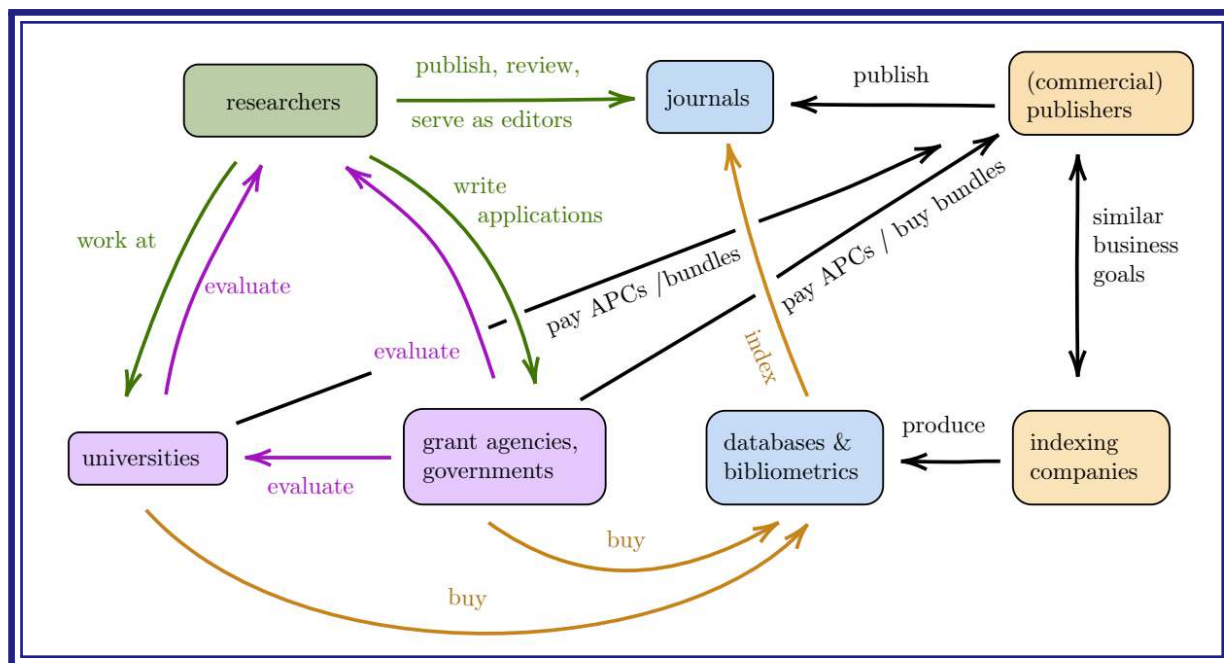 researchers
publish, review,
serve as editors
journals
publish
(commercial)
publishers
write
applications
work at
evaluate
evaluate
pay APCs /bundles
pay APCs / buy bundles
similar
business
goals
index
universities
evaluate
grant agencies,
governments
databases &
bibliometrics
produce
indexing
companies
buy
buy